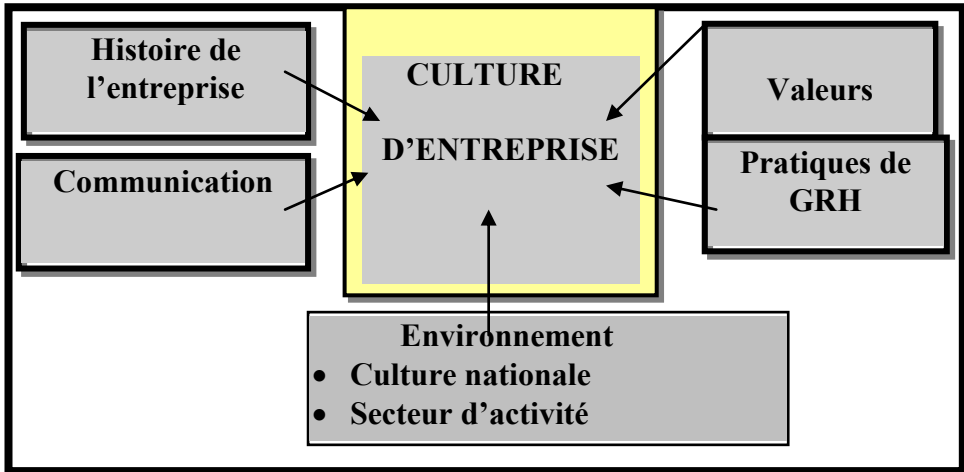 Histoire de
l’entreprise
Communication
CULTURE
D’ENTREPRISE
Valeurs
Pratiques de
GRH
Environnement
• Culture nationale
• Secteur d’activité